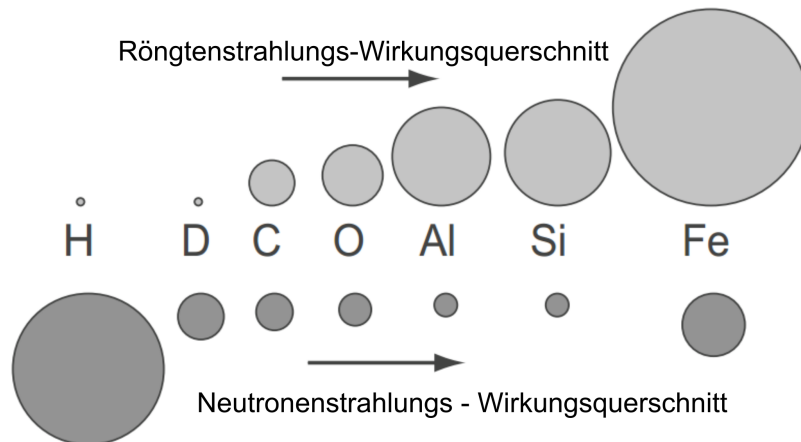 Röngtenstrahlungs-Wirkungsquerschnitt
H D C O Al Si Fe
Neutronenstrahlungs - Wirkungsquerschnitt